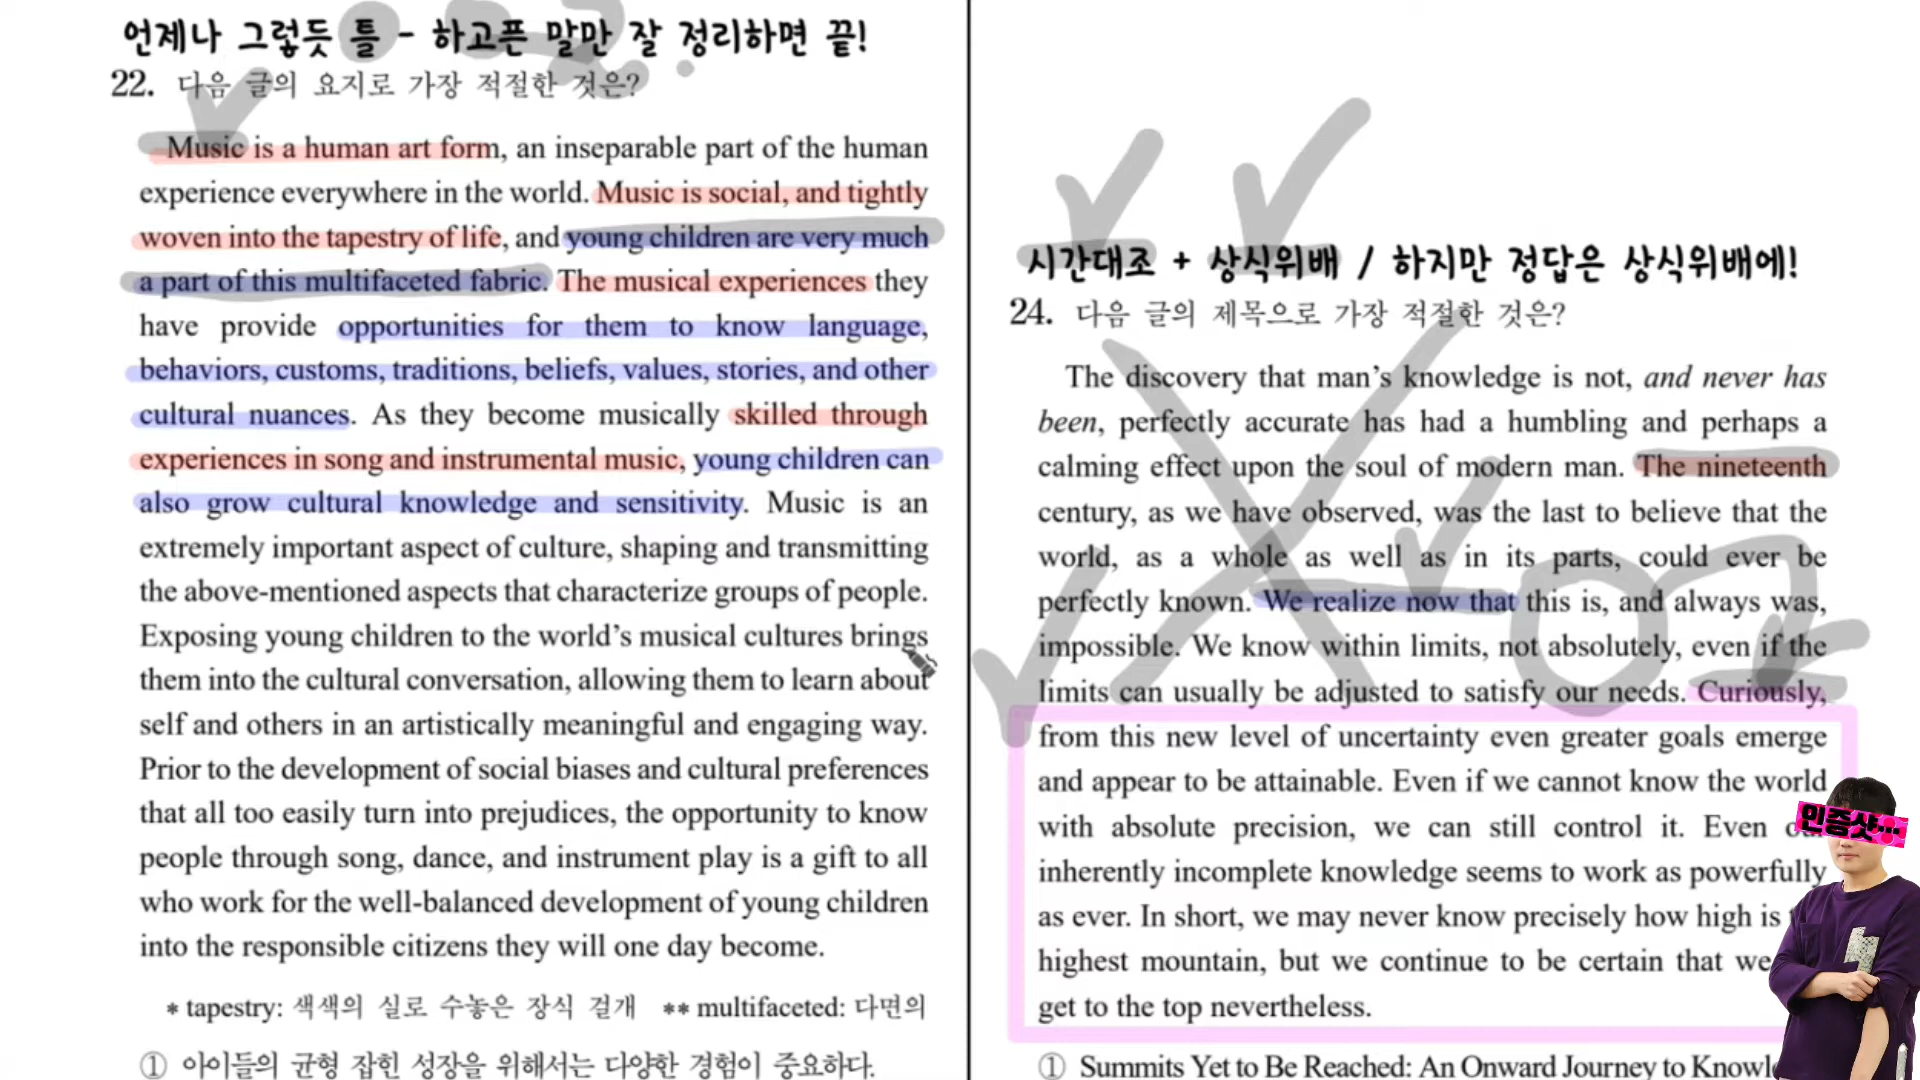 언제나 그렇듯 틀 - 하고픈 말만 잘 정리하면 끝!
22. 다음 글의 요지로 가장 적절한 것은?
Music is a human art form, an inseparable part of the human
experience everywhere in the world. Music is social, and tightly
woven into the tapestry of life, and young children are very much
a part of this multifaceted fabric. The musical experiences they
have provide opportunities for them to know language,
behaviors, customs, traditions, beliefs, values, stories, and other
cultural nuances. As they become musically skilled through
experiences in song and instrumental music, young children can
also grow cultural knowledge and sensitivity. Music is an
extremely important aspect of culture, shaping and transmitting
the above-mentioned aspects that characterize groups of people.
Exposing young children to the world's musical cultures brings
them into the cultural conversation, allowing them to learn about
self and others in an artistically meaningful and engaging way.
Prior to the development of social biases and cultural preferences
that all too easily turn into prejudices, the opportunity to know
people through song, dance, and instrument play is a gift to all
who work for the well-balanced development of young children
into the responsible citizens they will one day become.
* tapestry: 색색의 실로 수놓은 장식 걸개 ** multifaceted: 다면의
① 아이들의 균형 잡힌 성장을 위해서는 다양한 경험이 중요하다.
시간대조 + 상식위배 / 하지만 정답은 상식위배에!
24. 다음 글의 제목으로 가장 적절한 것은?
The discovery that man's knowledge is not, and never has
been, perfectly accurate has had a humbling and perhaps a
calming effect upon the soul of modern man. The nineteenth
century, as we have observed, was the last to believe that the
world, as a whole as well as in its parts, could ever be
perfectly known. We realize now that this is, and always was,
impossible. We know within limits, not absolutely, even if the
limits can usually be adjusted to satisfy our needs. Curiously,
from this new level of uncertainty even greater goals emerge
and appear to be attainable. Even if we cannot know the world
with absolute precision, we can still control it. Even
inherently incomplete knowledge seems to work as powerfully
as ever. In short, we may never know precisely how high is
highest mountain, but we continue to be certain that we
get to the top nevertheless.
① Summits Yet to Be Reached: An Onward Journey to Knowl
인증샷...